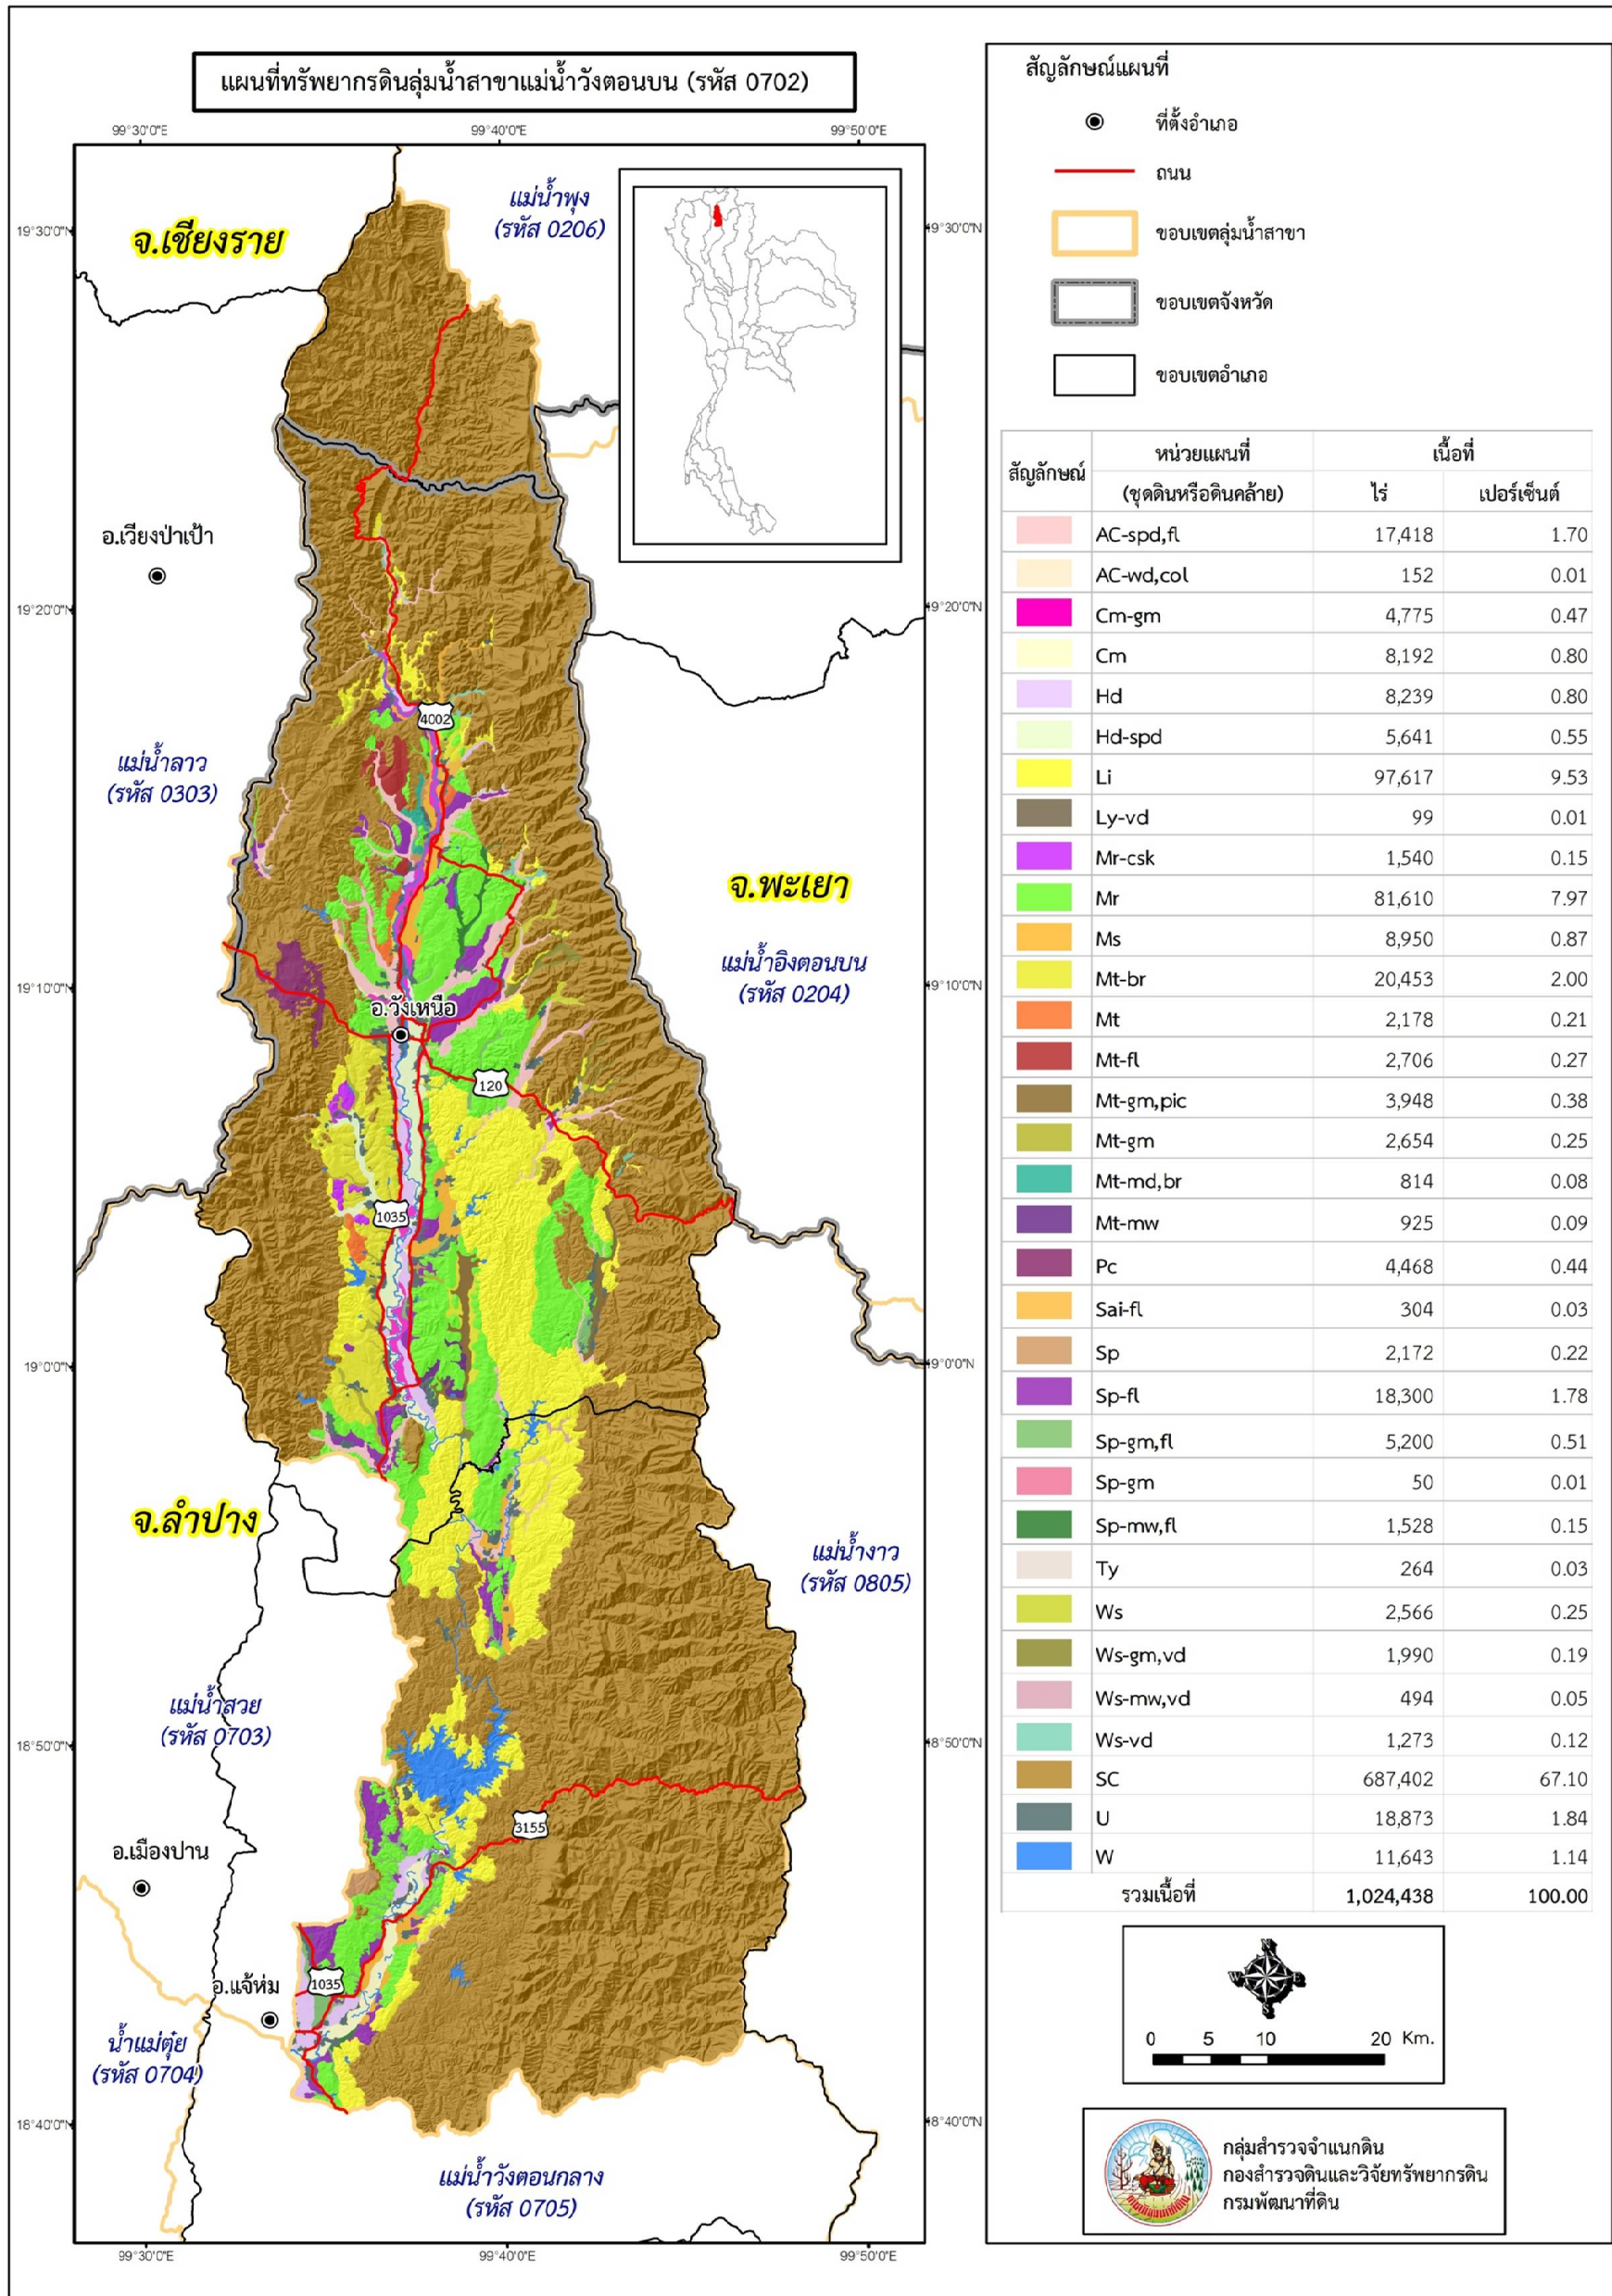 แผนที่ทรัพยากรดินลุ่มน้ำสาขาแม่น้ำวังตอนบน (รหัส 0702)
99°30'0"E
99°40'0"E
99°50'0"E
19°30'0"N
19°30'0"N
จ.เชียงราย
แม่น้ำพุง
(รหัส 0206)
อ.เวียงป่าเป้า
19°20'0"N
19°20'0"N
4002
แม่น้ำลาว
(รหัส 0303)
จ.พะเยา
แม่น้ำอิงตอนบน
(รหัส 0204)
19°10'0"N
19°10'0"N
อ.วังเหนือ
120
1035
19°0'0"N
19°0'0"N
จ.ลำปาง
แม่น้ำงาว
(รหัส 0805)
แม่น้ำสวย
(รหัส 0703)
18°50'0"N
18°50'0"N
3155
อ.เมืองปาน
อ.แจ้ห่ม
1035
น้ำแม่ตุ๋ย
(รหัส 0704)
18°40'0"N
18°40'0"N
แม่น้ำวังตอนกลาง
(รหัส 0705)
99°30'0"E
99°40'0"E
99°50'0"E
สัญลักษณ์แผนที่
ที่ตั้งอำเภอ
ถนน
ขอบเขตลุ่มน้ำสาขา
ขอบเขตจังหวัด
ขอบเขตอำเภอ
สัญลักษณ์ หน่วยแผนที่ เนื้อที่
(ชุดดินหรือดินคล้าย) ไร่ เปอร์เซ็นต์
AC-spd,fl 17,418 1.70
AC-wd,col 152 0.01
Cm-gm 4,775 0.47
Cm 8,192 0.80
Hd 8,239 0.80
Hd-spd 5,641 0.55
Li 97,617 9.53
Ly-vd 99 0.01
Mr-csk 1,540 0.15
Mr 81,610 7.97
Ms 8,950 0.87
Mt-br 20,453 2.00
Mt 2,178 0.21
Mt-fl 2,706 0.27
Mt-gm,pic 3,948 0.38
Mt-gm 2,654 0.25
Mt-md,br 814 0.08
Mt-mw 925 0.09
Pc 4,468 0.44
Sai-fl 304 0.03
Sp 2,172 0.22
Sp-fl 18,300 1.78
Sp-gm,fl 5,200 0.51
Sp-gm 50 0.01
Sp-mw,fl 1,528 0.15
Ty 264 0.03
Ws 2,566 0.25
Ws-gm,vd 1,990 0.19
Ws-mw,vd 494 0.05
Ws-vd 1,273 0.12
SC 687,402 67.10
U 18,873 1.84
W 11,643 1.14
รวมเนื้อที่ 1,024,438 100.00
0 5 10 20 Km.
กลุ่มสำรวจจำแนกดิน
กองสำรวจดินและวิจัยทรัพยากรดิน
กรมพัฒนาที่ดิน